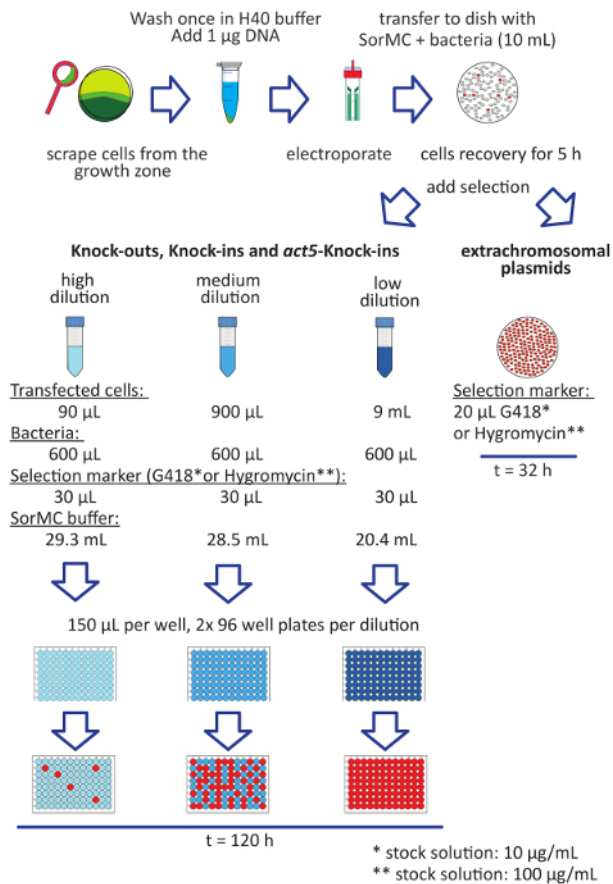 Wash once in H40 buffer
Add 1 µg DNA
transfer to dish with
SorMC + bacteria (10 mL)
scrape cells from the
growth zone
electroporate
cells recovery for 5 h
add selection
Knock-outs, Knock-ins and act5-Knock-ins
extrachromosomal
plasmids
high
dilution
medium
dilution
low
dilution
Transfected cells:
90 µL 900 µL 9 mL
Bacteria:
600 µL 600 µL 600 µL
Selection marker (G418*or Hygromycin**):
30 µL 30 µL 30 µL
SorMC buffer:
29.3 mL 28.5 mL 20.4 mL
Selection marker:
20 µL G418*
or Hygromycin**
t = 32 h
150 µL per well, 2x 96 well plates per dilution
t = 120 h
* stock solution: 10 µg/mL
** stock solution: 100 µg/mL